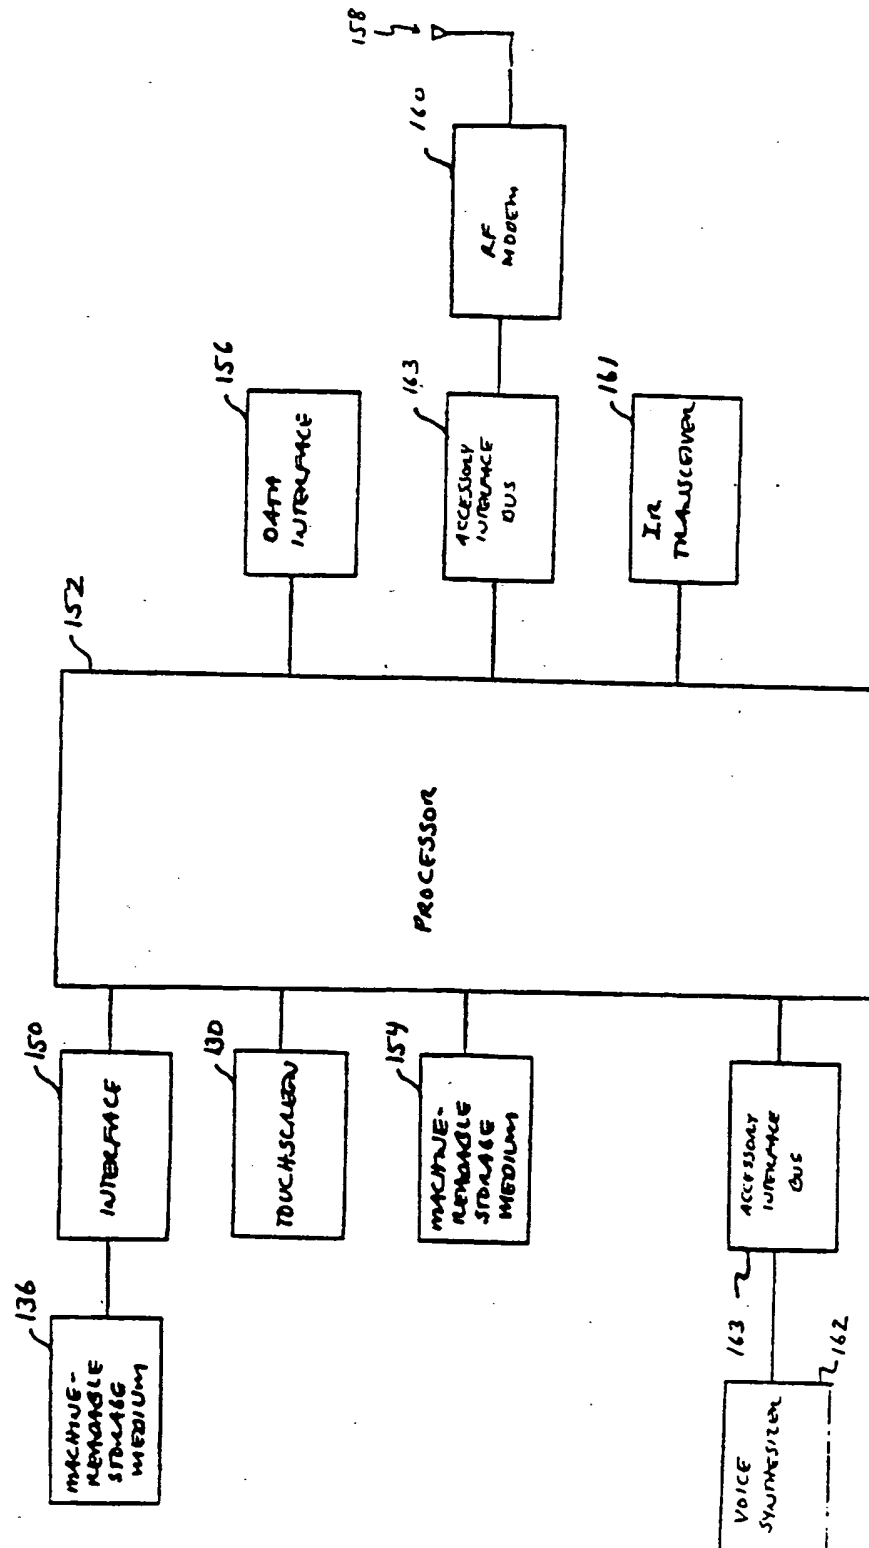 158
160
RF
MODEM
156
DATA
INTERFACE
163
ACCESSORY
INTERFACE
BUS
161
IR
TRANSCEIVER
152
PROCESSOR
150
INTERFACE
130
TOUCHSCREEN
154
MACHINE-
READABLE
STORAGE
MEDIUM
ACCESSORY
INTERFACE
BUS
163
136
MACHINE-
READABLE
STORAGE
MEDIUM
162
VOICE
SYNTHESIZER